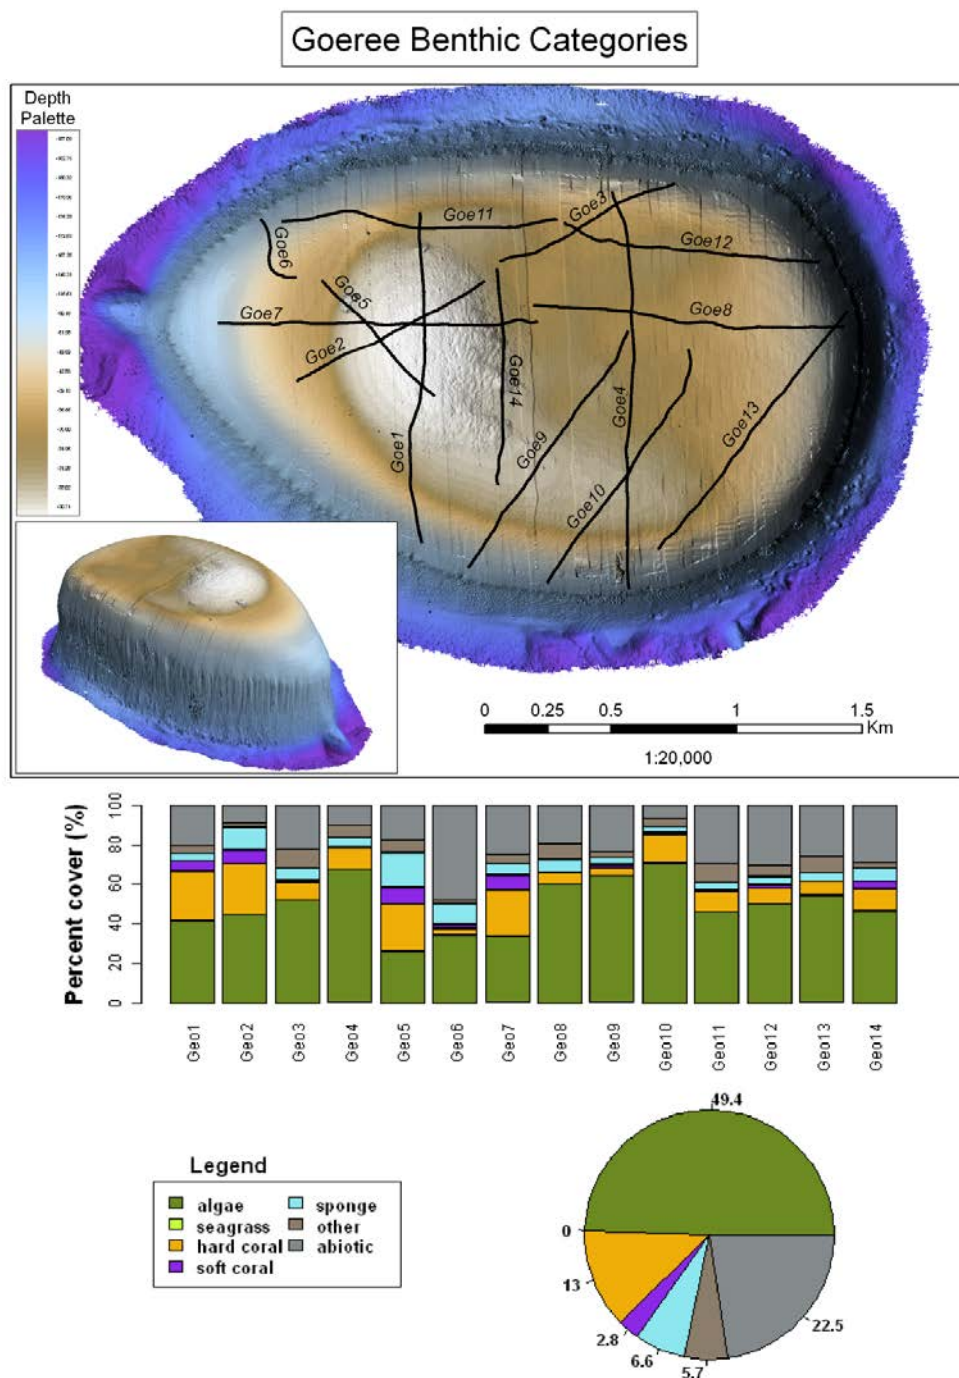 Goeree Benthic Categories
Depth
Palette
Goe11
Goe3
Goe12
Goe6
Goe5
Goe7
Goe8
Goe2
Goe14
Goe4
Goe13
Goe1
Goe9
Goe10
0 0.25 0.5 1 1.5
Km
1:20,000
Percent cover (%)
100
80
60
40
20
0
Geo1 Geo2 Geo3 Geo4 Geo5 Geo6 Geo7 Geo8 Geo9 Geo10 Geo11 Geo12 Geo13 Geo14
Legend
algae
seagrass
hard coral
soft coral
sponge
other
abiotic
49.4
0
13
2.8
6.6
5.7
22.5